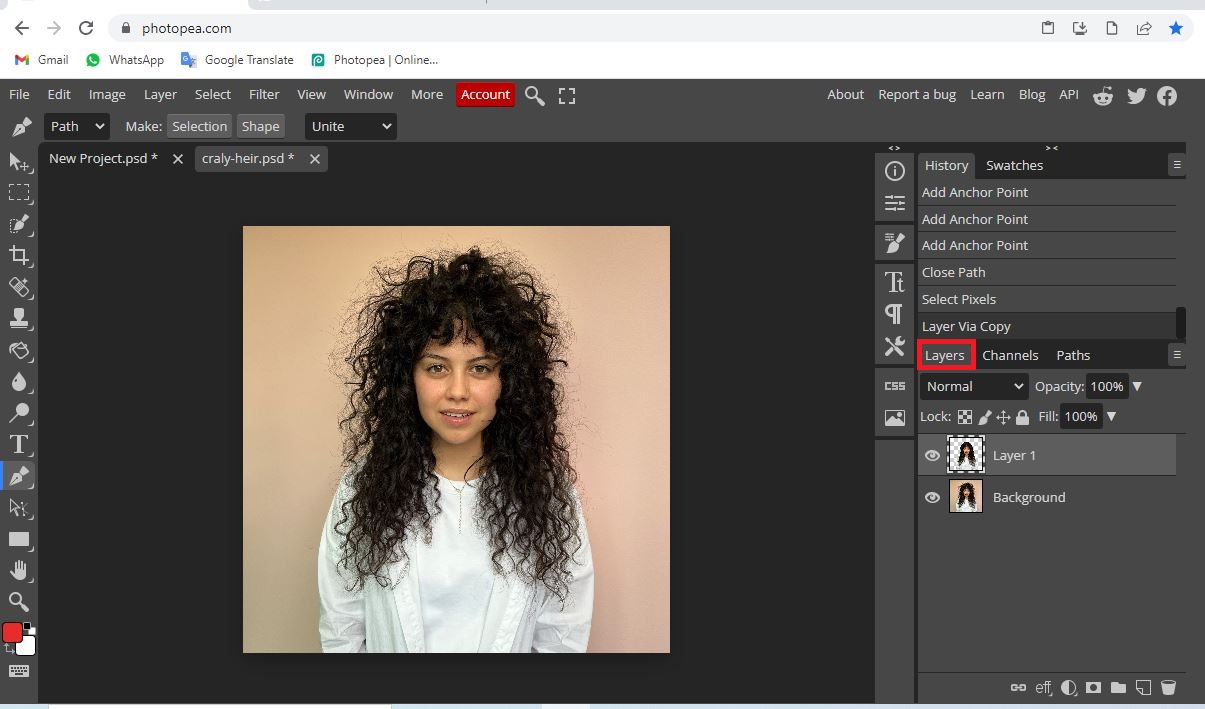 photopea.com
Gmail WhatsApp Google Translate Photopea | Online...
File Edit Image Layer Select Filter View Window More Account About Report a bug Learn Blog API
Path Make: Selection Shape Unite
New Project.psd * craly-heir.psd *
History Swatches
Add Anchor Point
Add Anchor Point
Add Anchor Point
Close Path
Select Pixels
Layer Via Copy
Layers Channels Paths
Normal Opacity: 100%
CSS
Lock: Fill: 100%
Layer 1
Background
eff